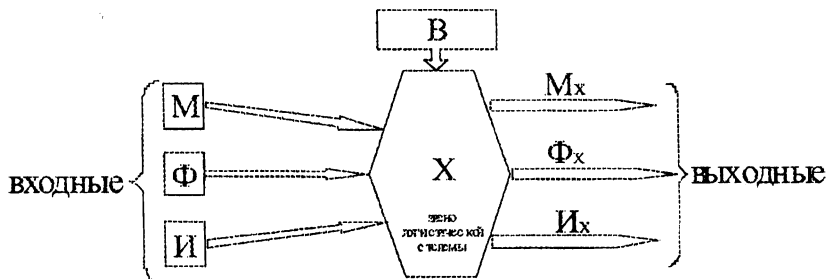 В
М
Мх
Ф
Х
Фх
входные
выходные
И
Их
звено
логистической
системы